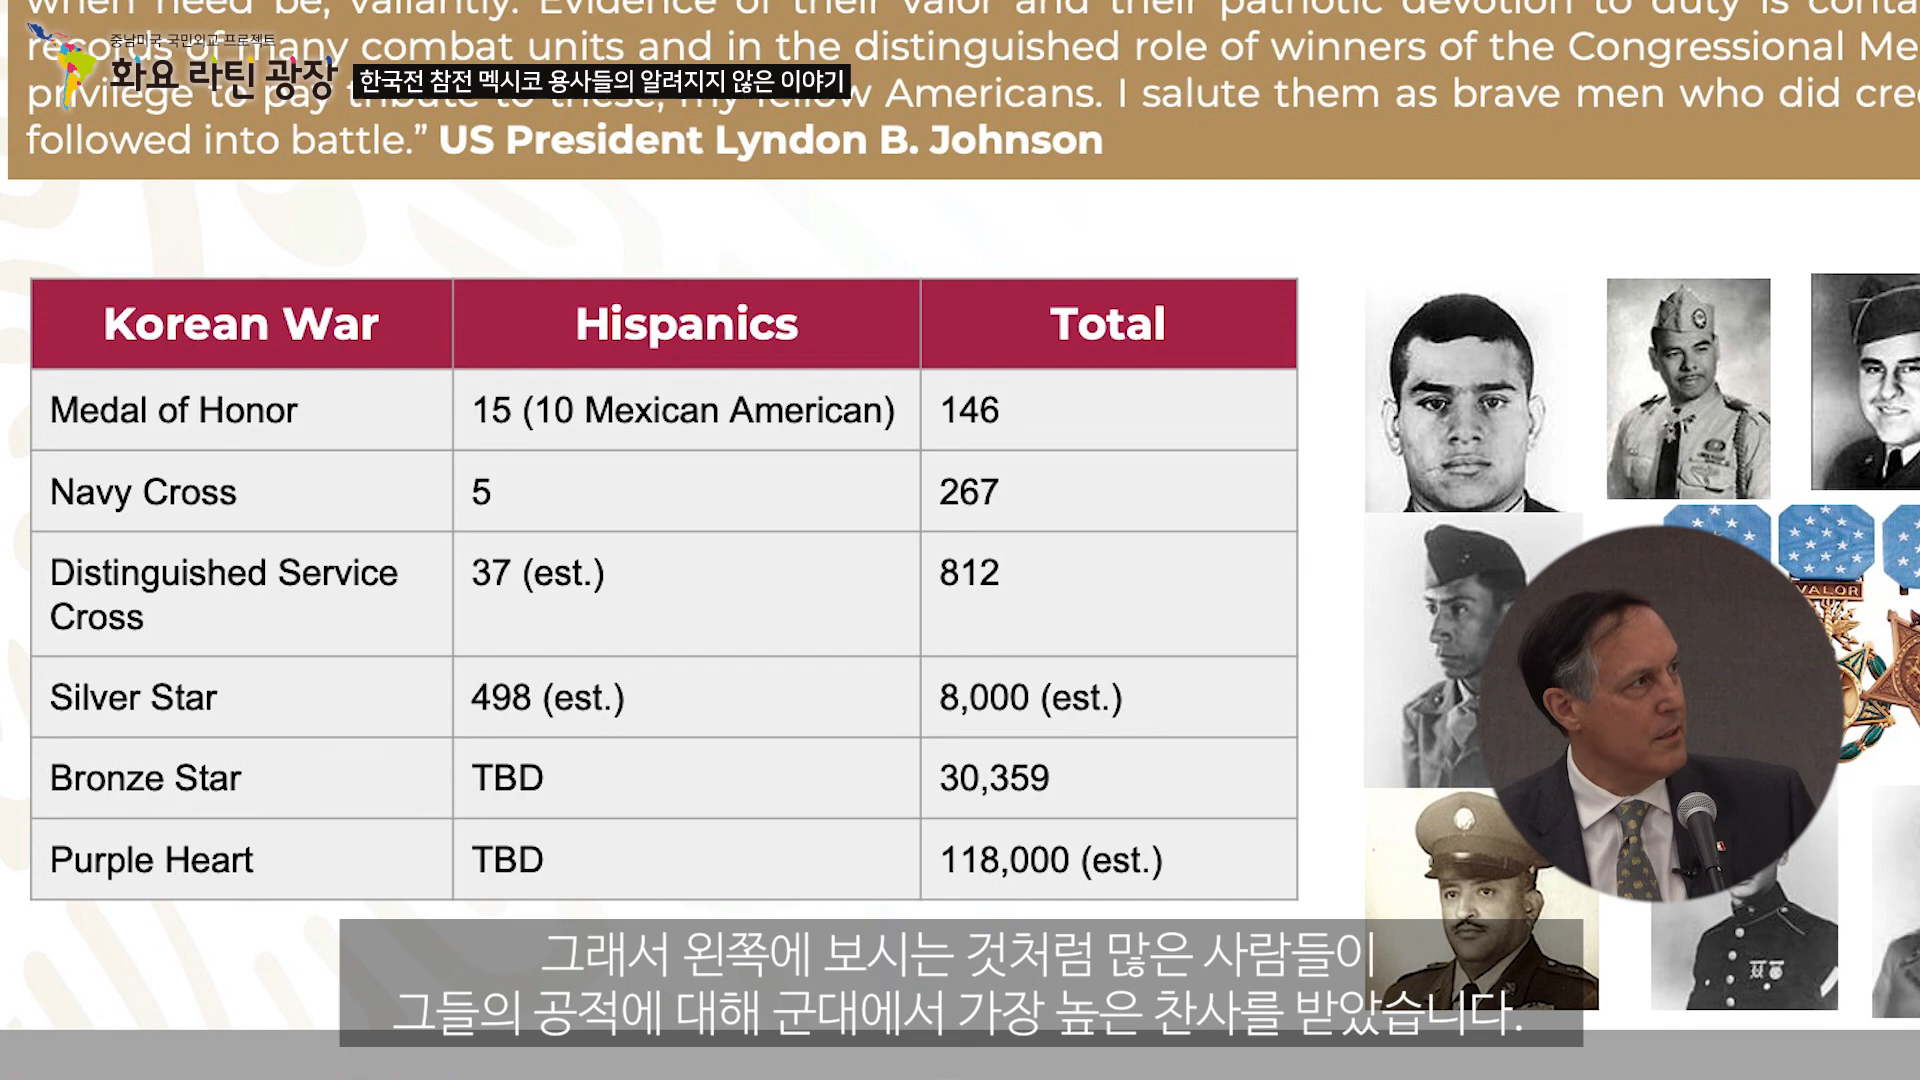 when need be, valiantly. Evidence of their valor and their patriotic devotion to duty is
records many combat units and in the distinguished role of winners of the Congressional
중남미국 국민외교 프로젝트
화요 라틴 광장
한국전 참전 멕시코 용사들의 알려지지 않은 이야기
privilege to pay tribute to these, my fellow Americans. I salute them as brave men who did
followed into battle.” US President Lyndon B. Johnson
Korean War Hispanics Total
Medal of Honor 15 (10 Mexican American) 146
Navy Cross 5 267
Distinguished Service Cross 37 (est.) 812
Silver Star 498 (est.) 8,000 (est.)
Bronze Star TBD 30,359
Purple Heart TBD 118,000 (est.)
VALOR
그래서 왼쪽에 보시는 것처럼 많은 사람들이
그들의 공적에 대해 군대에서 가장 높은 찬사를 받았습니다.